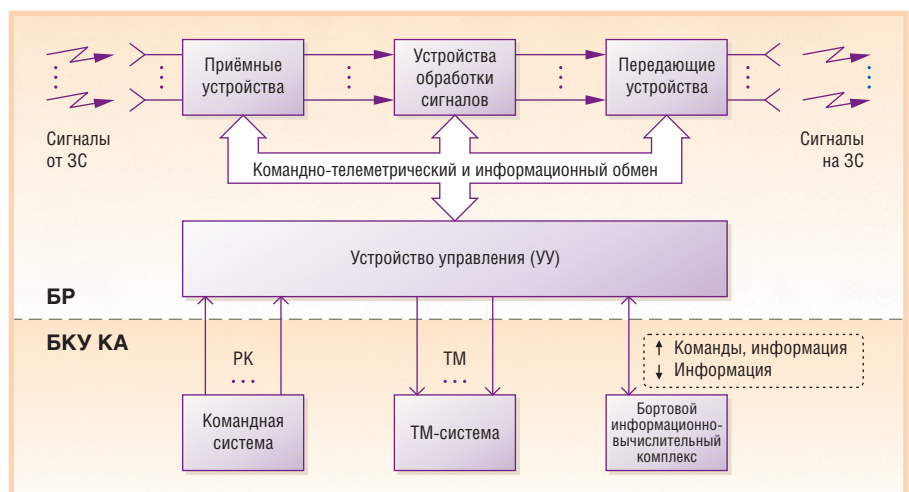 Приёмные
устройства
Устройства
обработки
сигналов
Передающие
устройства
Сигналы
от ЗС
Сигналы
на ЗС
Командно-телеметрический и информационный обмен
Устройство управления (УУ)
БР
БКУ КА
РК
ТМ
Команды, информация
Информация
Командная
система
ТМ-система
Бортовой
информационно-
вычислительный
комплекс